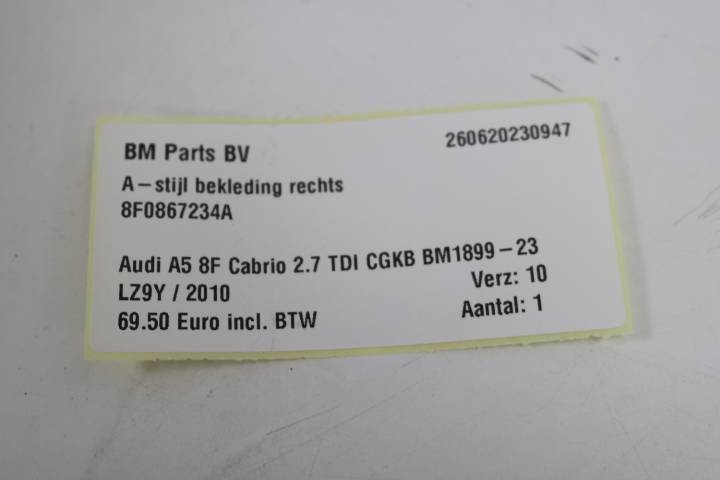 BM Parts BV 260620230947
A-stijl bekleding rechts
8F0867234A
Audi A5 8F Cabrio 2.7 TDI CGKB BM1899-23
LZ9Y / 2010 Verz: 10
69.50 Euro incl. BTW Aantal: 1